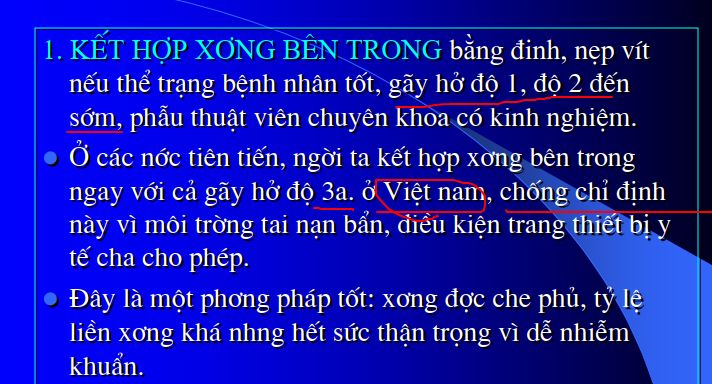 1. KẾT HỢP XƠNG BÊN TRONG bằng đinh, nẹp vít
nếu thể trạng bệnh nhân tốt, gãy hở độ 1, độ 2 đến
sớm, phẫu thuật viên chuyên khoa có kinh nghiệm.
Ở các nớc tiên tiến, ngời ta kết hợp xơng bên trong
ngay với cả gãy hở độ 3a. ở Việt nam, chống chỉ định
này vì môi trờng tai nạn bẩn, điều kiện trang thiết bị y
tế cha cho phép.
Đây là một phơng pháp tốt: xơng đợc che phủ, tỷ lệ
liền xơng khá nhng hết sức thận trọng vì dễ nhiễm
khuẩn.